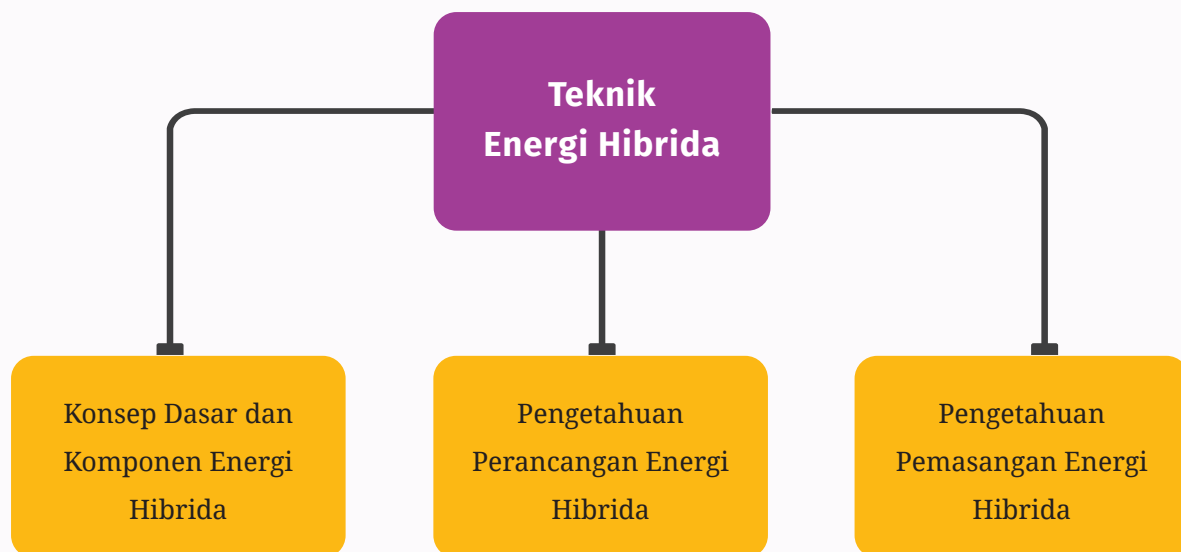 Teknik
Energi Hibrida
Konsep Dasar dan
Komponen Energi
Hibrida
Pengetahuan
Perancangan Energi
Hibrida
Pengetahuan
Pemasangan Energi
Hibrida